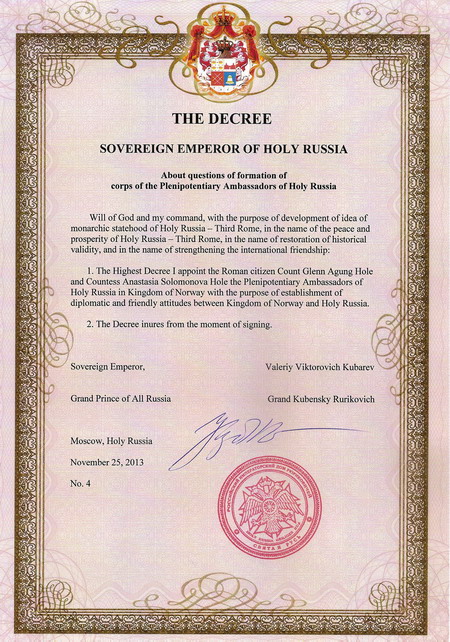 THE DECREE
SOVEREIGN EMPEROR OF HOLY RUSSIA
About questions of formation of
corps of the Plenipotentiary Ambassadors of Holy Russia
Will of God and my command, with the purpose of development of idea of
monarchic statehood of Holy Russia – Third Rome, in the name of the peace and
prosperity of Holy Russia – Third Rome, in the name of restoration of historical
validity, and in the name of strengthening the international friendship:
1. The Highest Decree I appoint the Roman citizen Count Glenn Agung Hole
and Countess Anastasia Solomonova Hole the Plenipotentiary Ambassadors of
Holy Russia in Kingdom of Norway with the purpose of establishment of
diplomatic and friendly attitudes between Kingdom of Norway and Holy Russia.
2. The Decree inures from the moment of signing.
Sovereign Emperor, Valeriy Viktorovich Kubarev
Grand Prince of All Russia Grand Kubensky Rurikovich
Moscow, Holy Russia
November 25, 2013
No. 4
СВЯТАЯ РУСЬ